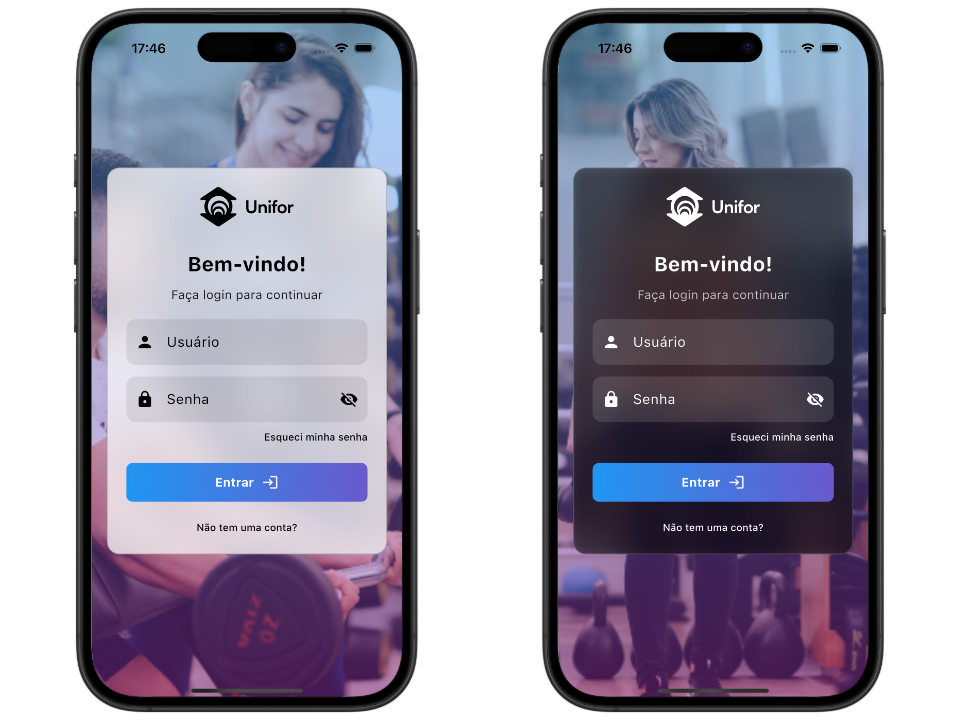 17:46
Unifor
Bem-vindo!
Faça login para continuar
Usuário
Senha
Esqueci minha senha
Entrar
Não tem uma conta?
20
ZIVA
17:46
Unifor
Bem-vindo!
Faça login para continuar
Usuário
Senha
Esqueci minha senha
Entrar
Não tem uma conta?